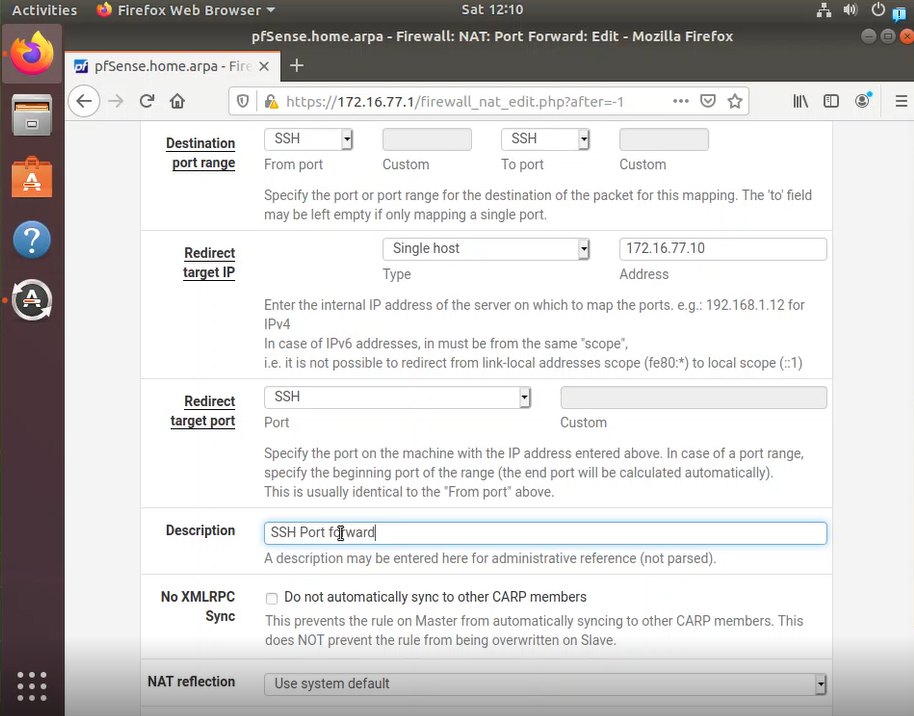 Activities Firefox Web Browser Sat 12:10
pfSense.home.arpa - Firewall: NAT: Port Forward: Edit - Mozilla Firefox
pfSense.home.arpa - Fire
https://172.16.77.1/firewall_nat_edit.php?after=-1
Destination port range
SSH SSH
From port Custom To port Custom
Specify the port or port range for the destination of the packet for this mapping. The 'to' field
may be left empty if only mapping a single port.
Redirect
target IP
Single host 172.16.77.10
Type Address
Enter the internal IP address of the server on which to map the ports. e.g.: 192.168.1.12 for
IPv4
In case of IPv6 addresses, in must be from the same "scope",
i.e. it is not possible to redirect from link-local addresses scope (fe80:*) to local scope (::1)
Redirect
target port
SSH
Port Custom
Specify the port on the machine with the IP address entered above. In case of a port range,
specify the beginning port of the range (the end port will be calculated automatically).
This is usually identical to the "From port" above.
Description
SSH Port forward
A description may be entered here for administrative reference (not parsed).
No XMLRPC
Sync
Do not automatically sync to other CARP members
This prevents the rule on Master from automatically syncing to other CARP members. This
does NOT prevent the rule from being overwritten on Slave.
NAT reflection
Use system default